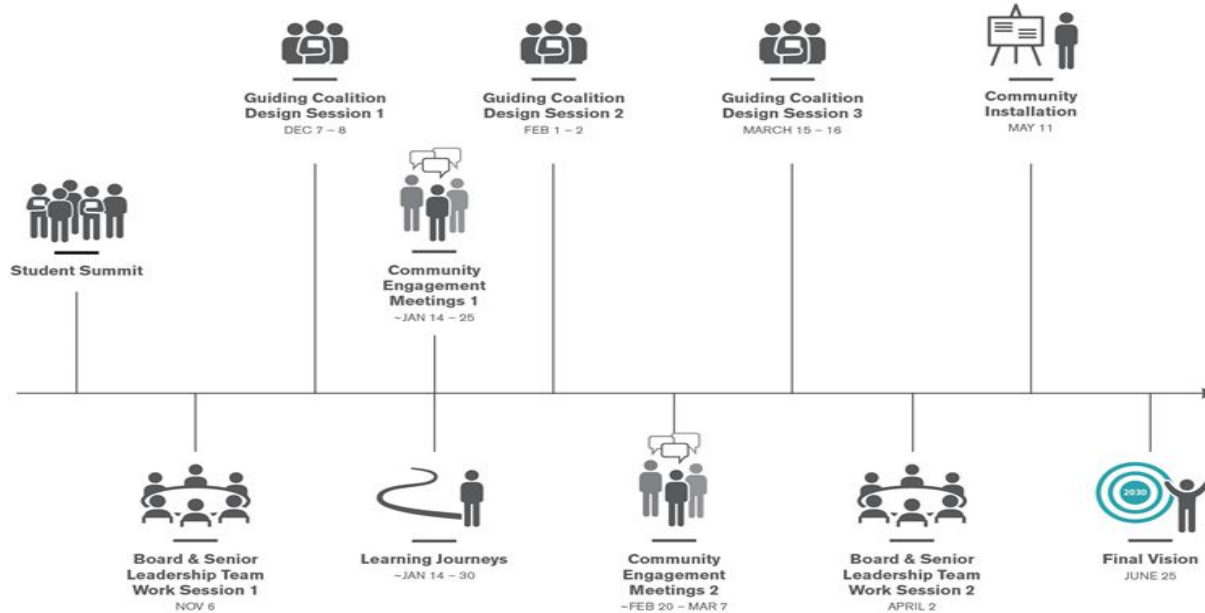 Guiding Coalition
Design Session 1
DEC 7 – 8
Guiding Coalition
Design Session 2
FEB 1 – 2
Guiding Coalition
Design Session 3
MARCH 15 – 16
Community
Installation
MAY 11
Student Summit
Community
Engagement
Meetings 1
~JAN 14 – 25
Board & Senior
Leadership Team
Work Session 1
NOV 6
Learning Journeys
~JAN 14 – 30
Community
Engagement
Meetings 2
~FEB 20 – MAR 7
Board & Senior
Leadership Team
Work Session 2
APRIL 2
2030
Final Vision
JUNE 25